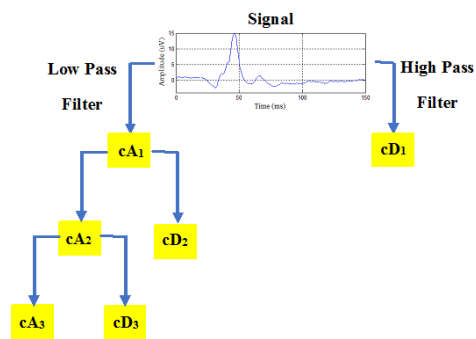 Signal
Low Pass
Filter
High Pass
Filter
Amplitude (uV)
15
10
5
0
0
50
100
150
Time (ms)
cA₁
cD₁
cA₂
cD₂
cA₃
cD₃